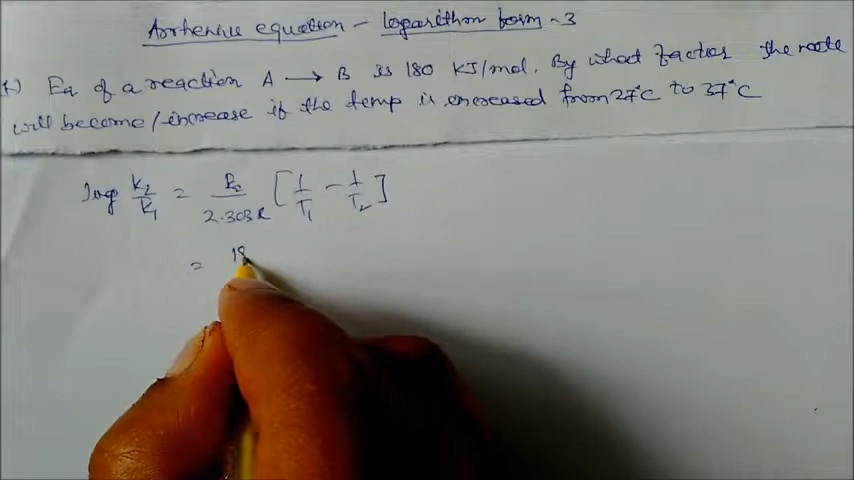 Arrhenius equation - logarithm form - 3
1) Ea of a reaction A → B is 180 KJ/mol. By what factor the rate
will become/increase if the temp is increased from 27°C to 37°C
log K2/K1 = Ea/2.303R [1/T1 - 1/T2]
= 18